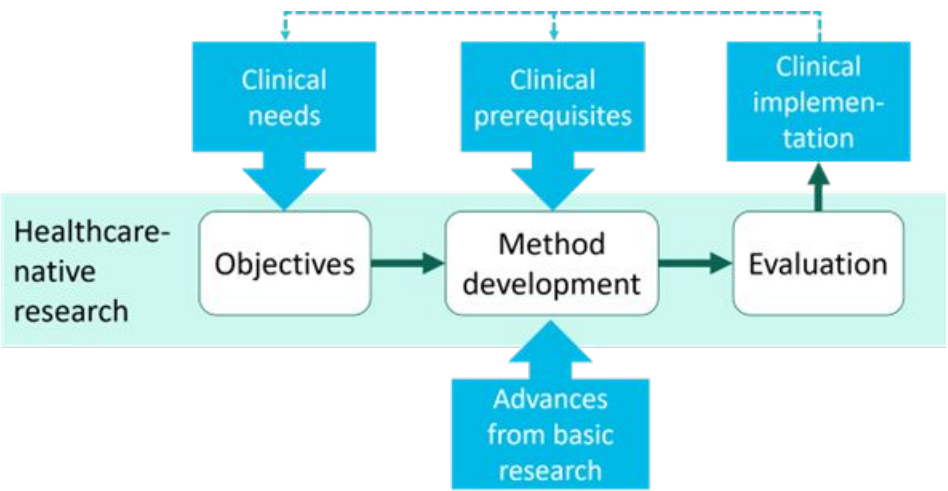 Clinical
needs
Clinical
prerequisites
Clinical
implemen-
tation
Healthcare-
native
research
Objectives
Method
development
Evaluation
Advances
from basic
research